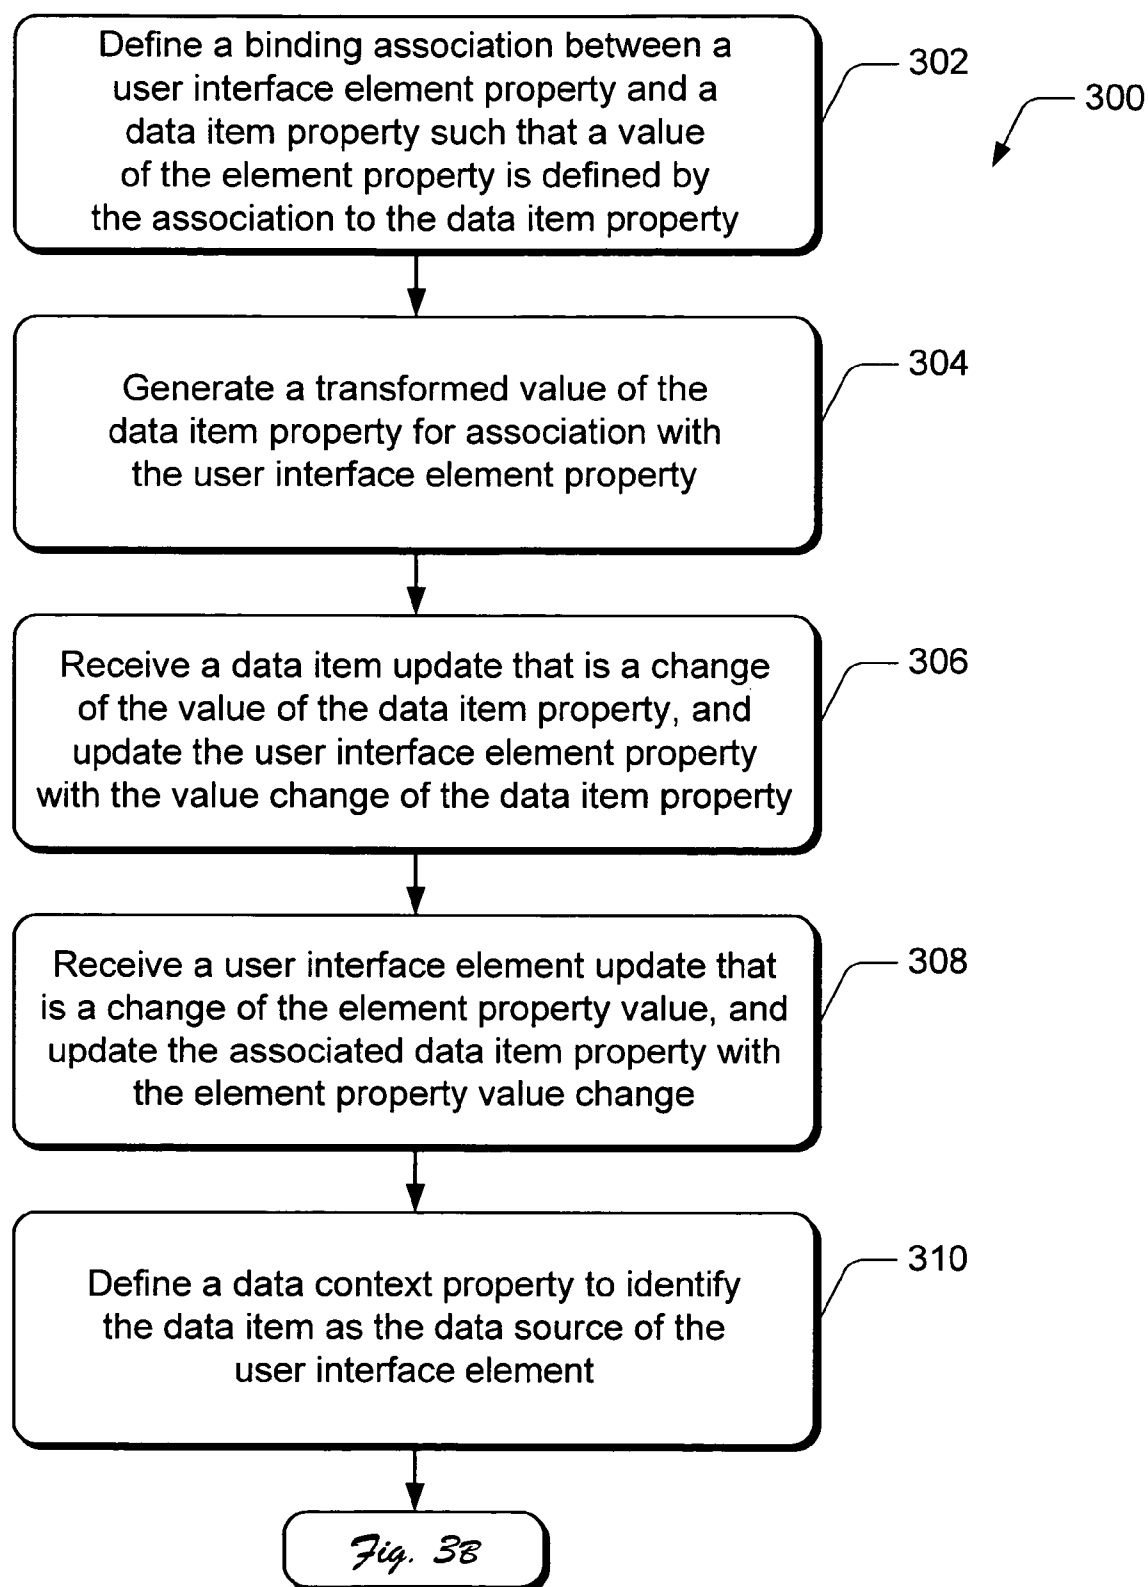 Define a binding association between a
user interface element property and a
data item property such that a value
of the element property is defined by
the association to the data item property
302
300
Generate a transformed value of the
data item property for association with
the user interface element property
304
Receive a data item update that is a change
of the value of the data item property, and
update the user interface element property
with the value change of the data item property
306
Receive a user interface element update that
is a change of the element property value, and
update the associated data item property with
the element property value change
308
Define a data context property to identify
the data item as the data source of the
user interface element
310
Fig. 3B